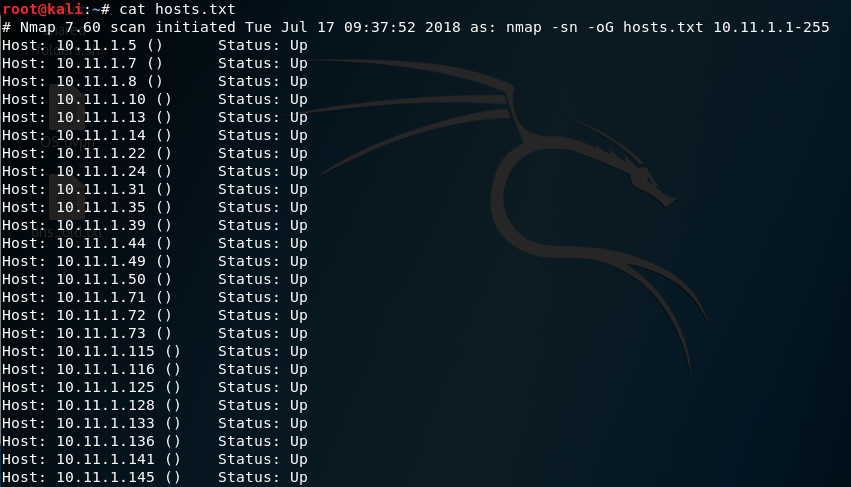 root@kali:~# cat hosts.txt
# Nmap 7.60 scan initiated Tue Jul 17 09:37:52 2018 as: nmap -sn -oG hosts.txt 10.11.1.1-255
Host: 10.11.1.5 ()	Status: Up
Host: 10.11.1.7 ()	Status: Up
Host: 10.11.1.8 ()	Status: Up
Host: 10.11.1.10 ()	Status: Up
Host: 10.11.1.13 ()	Status: Up
Host: 10.11.1.14 ()	Status: Up
Host: 10.11.1.22 ()	Status: Up
Host: 10.11.1.24 ()	Status: Up
Host: 10.11.1.31 ()	Status: Up
Host: 10.11.1.35 ()	Status: Up
Host: 10.11.1.39 ()	Status: Up
Host: 10.11.1.44 ()	Status: Up
Host: 10.11.1.49 ()	Status: Up
Host: 10.11.1.50 ()	Status: Up
Host: 10.11.1.71 ()	Status: Up
Host: 10.11.1.72 ()	Status: Up
Host: 10.11.1.73 ()	Status: Up
Host: 10.11.1.115 ()	Status: Up
Host: 10.11.1.116 ()	Status: Up
Host: 10.11.1.125 ()	Status: Up
Host: 10.11.1.128 ()	Status: Up
Host: 10.11.1.133 ()	Status: Up
Host: 10.11.1.136 ()	Status: Up
Host: 10.11.1.141 ()	Status: Up
Host: 10.11.1.145 ()	Status: Up